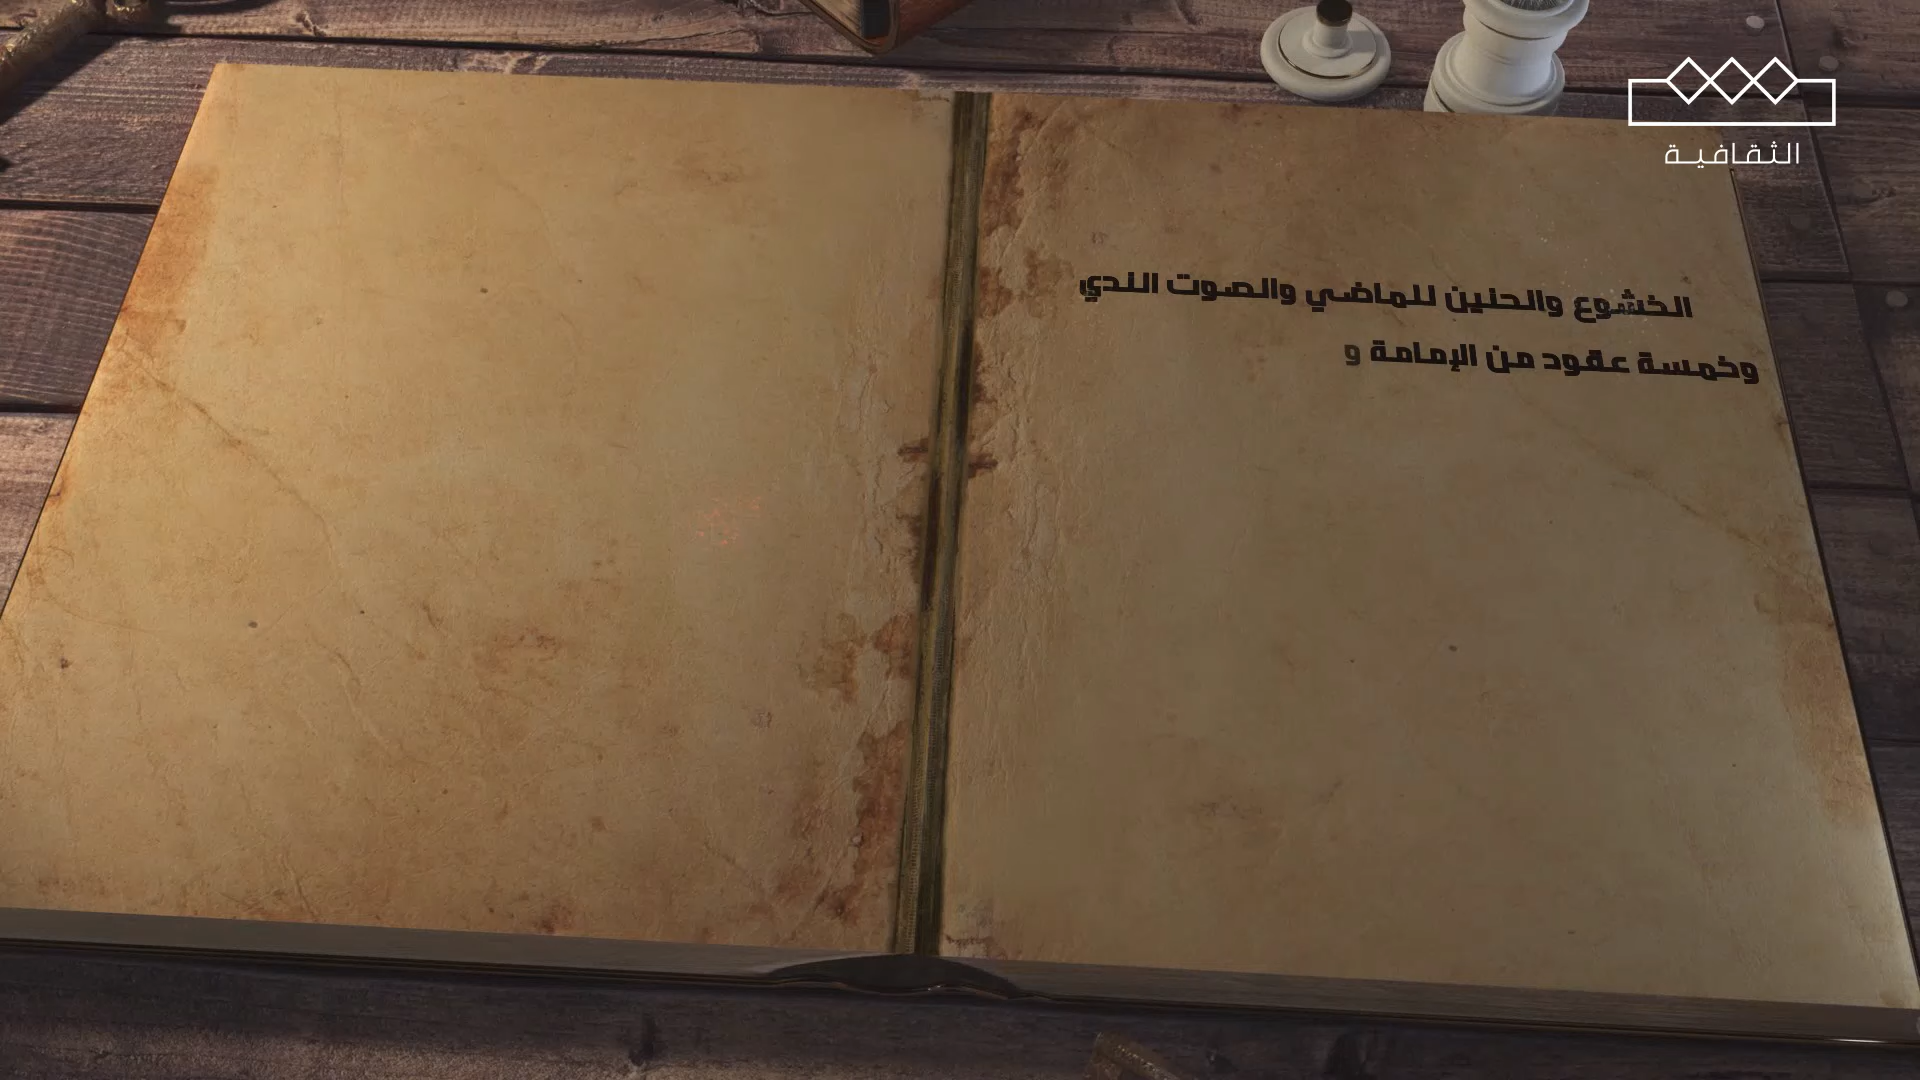 الثقافية
الخشوع والحنين للماضي والصوت الندي
وخمسة عقود من الإمامة و